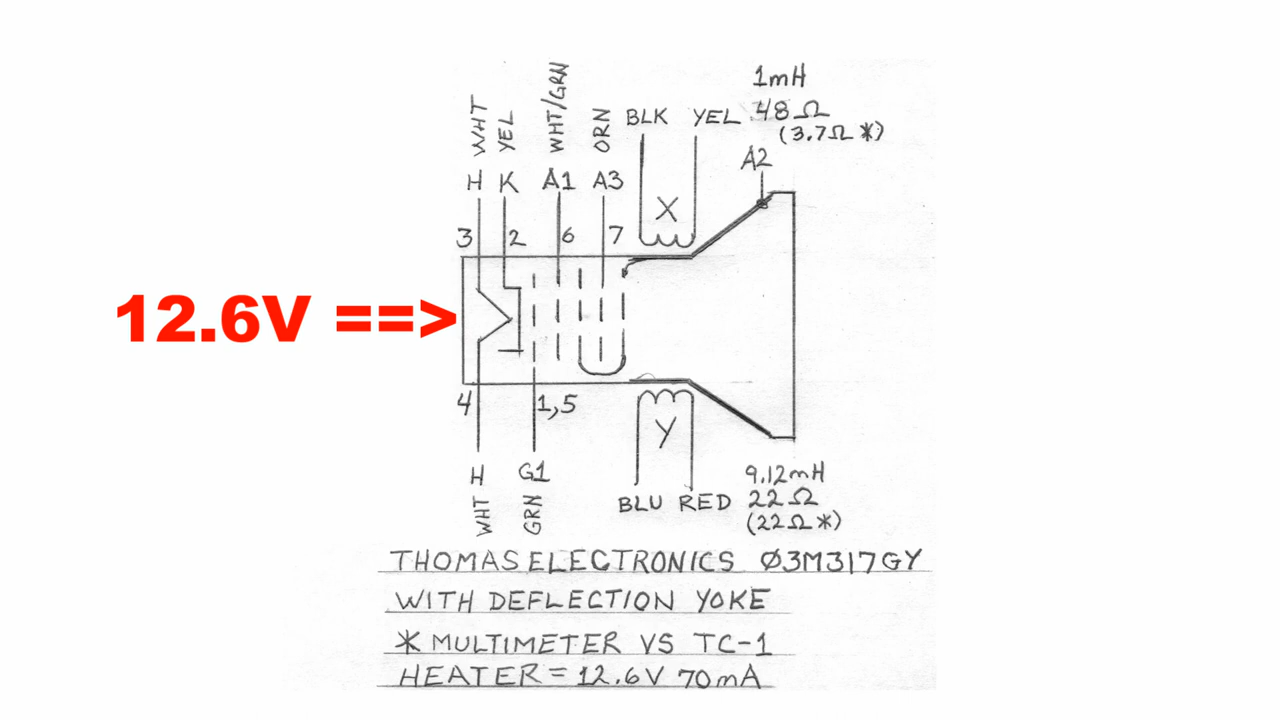 1mH
WHT YEL WHT/GRN ORN BLK YEL 48Ω
(3.7Ω *)
A2
H K A1 A3
X
3 2 6 7
12.6V ==>
4 1,5
Y
H G1 9.12mH
WHT GRN BLU RED 22Ω
(22Ω *)
THOMAS ELECTRONICS Ø3M317GY
WITH DEFLECTION YOKE
* MULTIMETER VS TC-1
HEATER = 12.6V 70mA